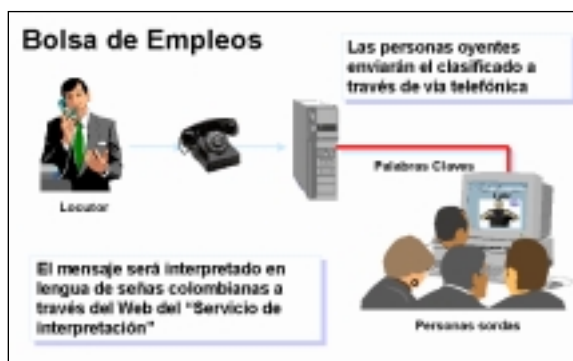 Bolsa de Empleos
Las personas oyentes
enviarán el clasificado a
través de via telefónica
Palabras Claves
Locutor
El mensaje será interpretado en
lengua de señas colombianas a
través del Web del "Servicio de
interpretación"
Personas sordas